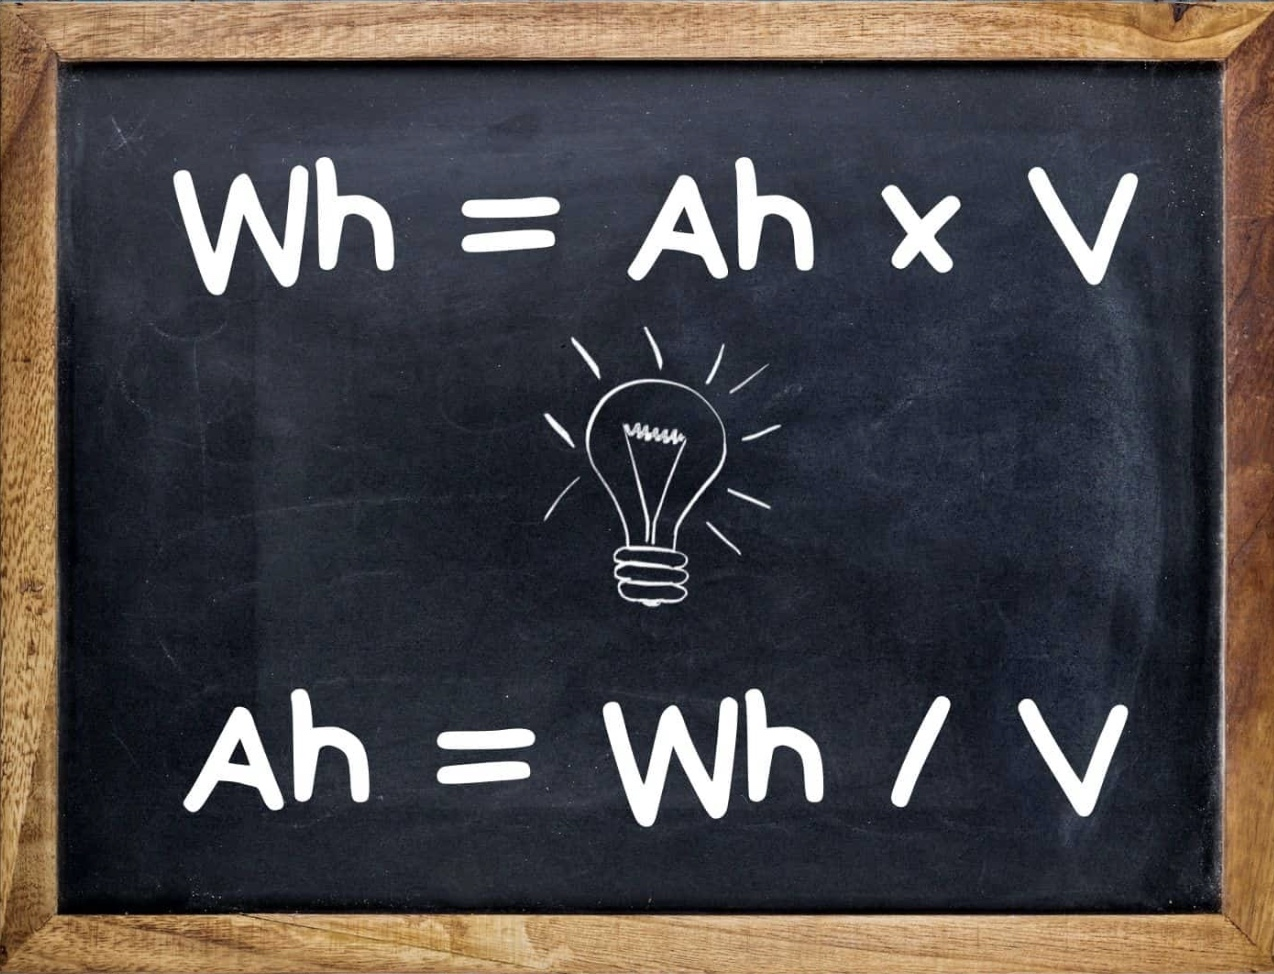 Wh = Ah x V
Ah = Wh / V